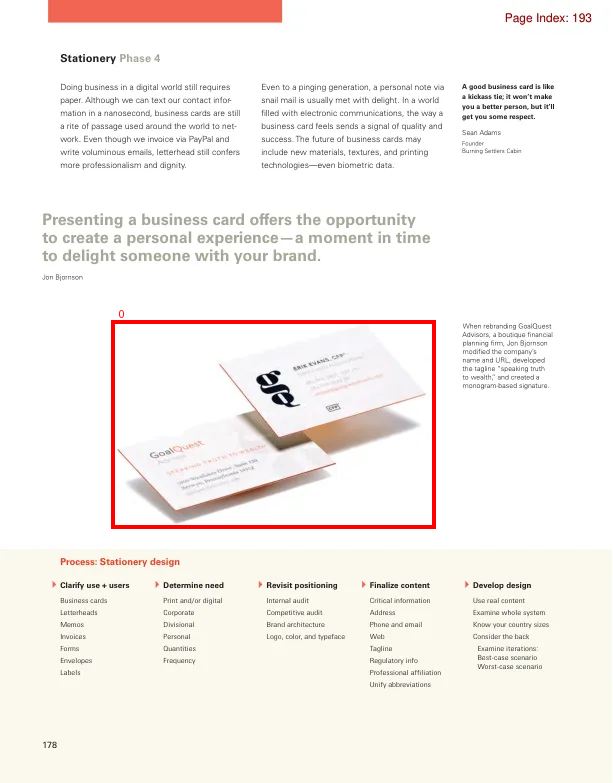 Page Index: 193
Stationery Phase 4
Doing business in a digital world still requires
paper. Although we can text our contact infor-
mation in a nanosecond, business cards are still
a rite of passage used around the world to net-
work. Even though we invoice via PayPal and
write voluminous emails, letterhead still confers
more professionalism and dignity.
Even to a pinging generation, a personal note via
snail mail is usually met with delight. In a world
filled with electronic communications, the way a
business card feels sends a signal of quality and
success. The future of business cards may
include new materials, textures, and printing
technologies—even biometric data.
A good business card is like
a kickass tie; it won't make
you a better person, but it'll
get you some respect.
Sean Adams
Founder
Burning Settlers Cabin
Presenting a business card offers the opportunity
to create a personal experience—a moment in time
to delight someone with your brand.
Jon Bjornson
0
gq
ERIK EVANS, CFP
CFP
GoalQuest
Advisors
SPEAKING TRUTH TO WEALTH
When rebranding GoalQuest
Advisors, a boutique financial
planning firm, Jon Bjornson
modified the company's
name and URL, developed
the tagline "speaking truth
to wealth," and created a
monogram-based signature.
Process: Stationery design
Clarify use + users
Business cards
Letterheads
Memos
Invoices
Forms
Envelopes
Labels
Determine need
Print and/or digital
Corporate
Divisional
Personal
Quantities
Frequency
Revisit positioning
Internal audit
Competitive audit
Brand architecture
Logo, color, and typeface
Finalize content
Critical information
Address
Phone and email
Web
Tagline
Regulatory info
Professional affiliation
Unify abbreviations
Develop design
Use real content
Examine whole system
Know your country sizes
Consider the back
Examine iterations:
Best-case scenario
Worst-case scenario
178